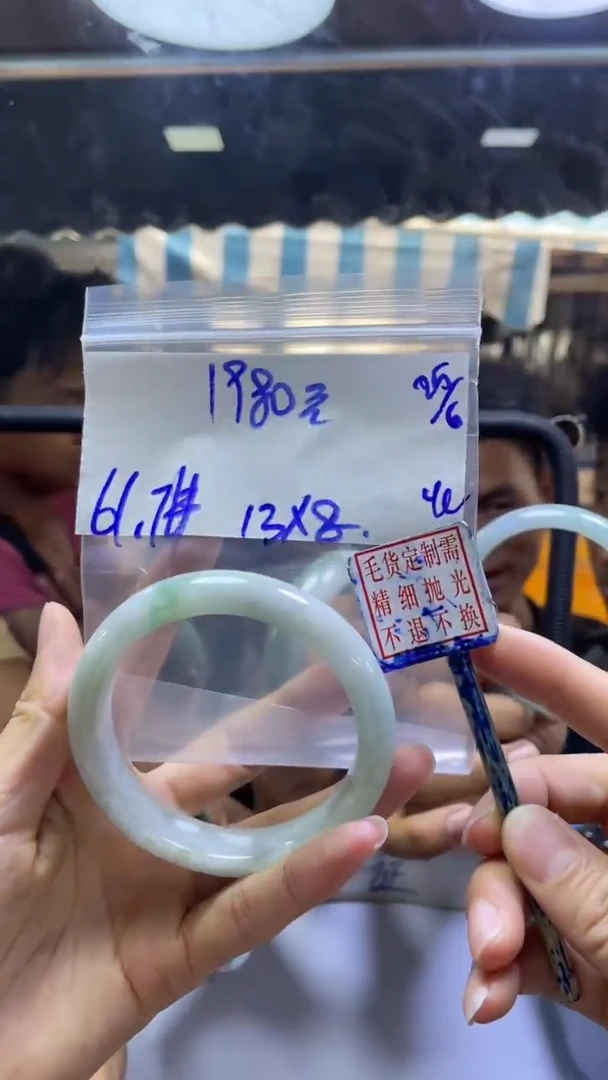 1980元
25/6
61.7#
13X8.
毛货定制需
精细抛光
不退不换